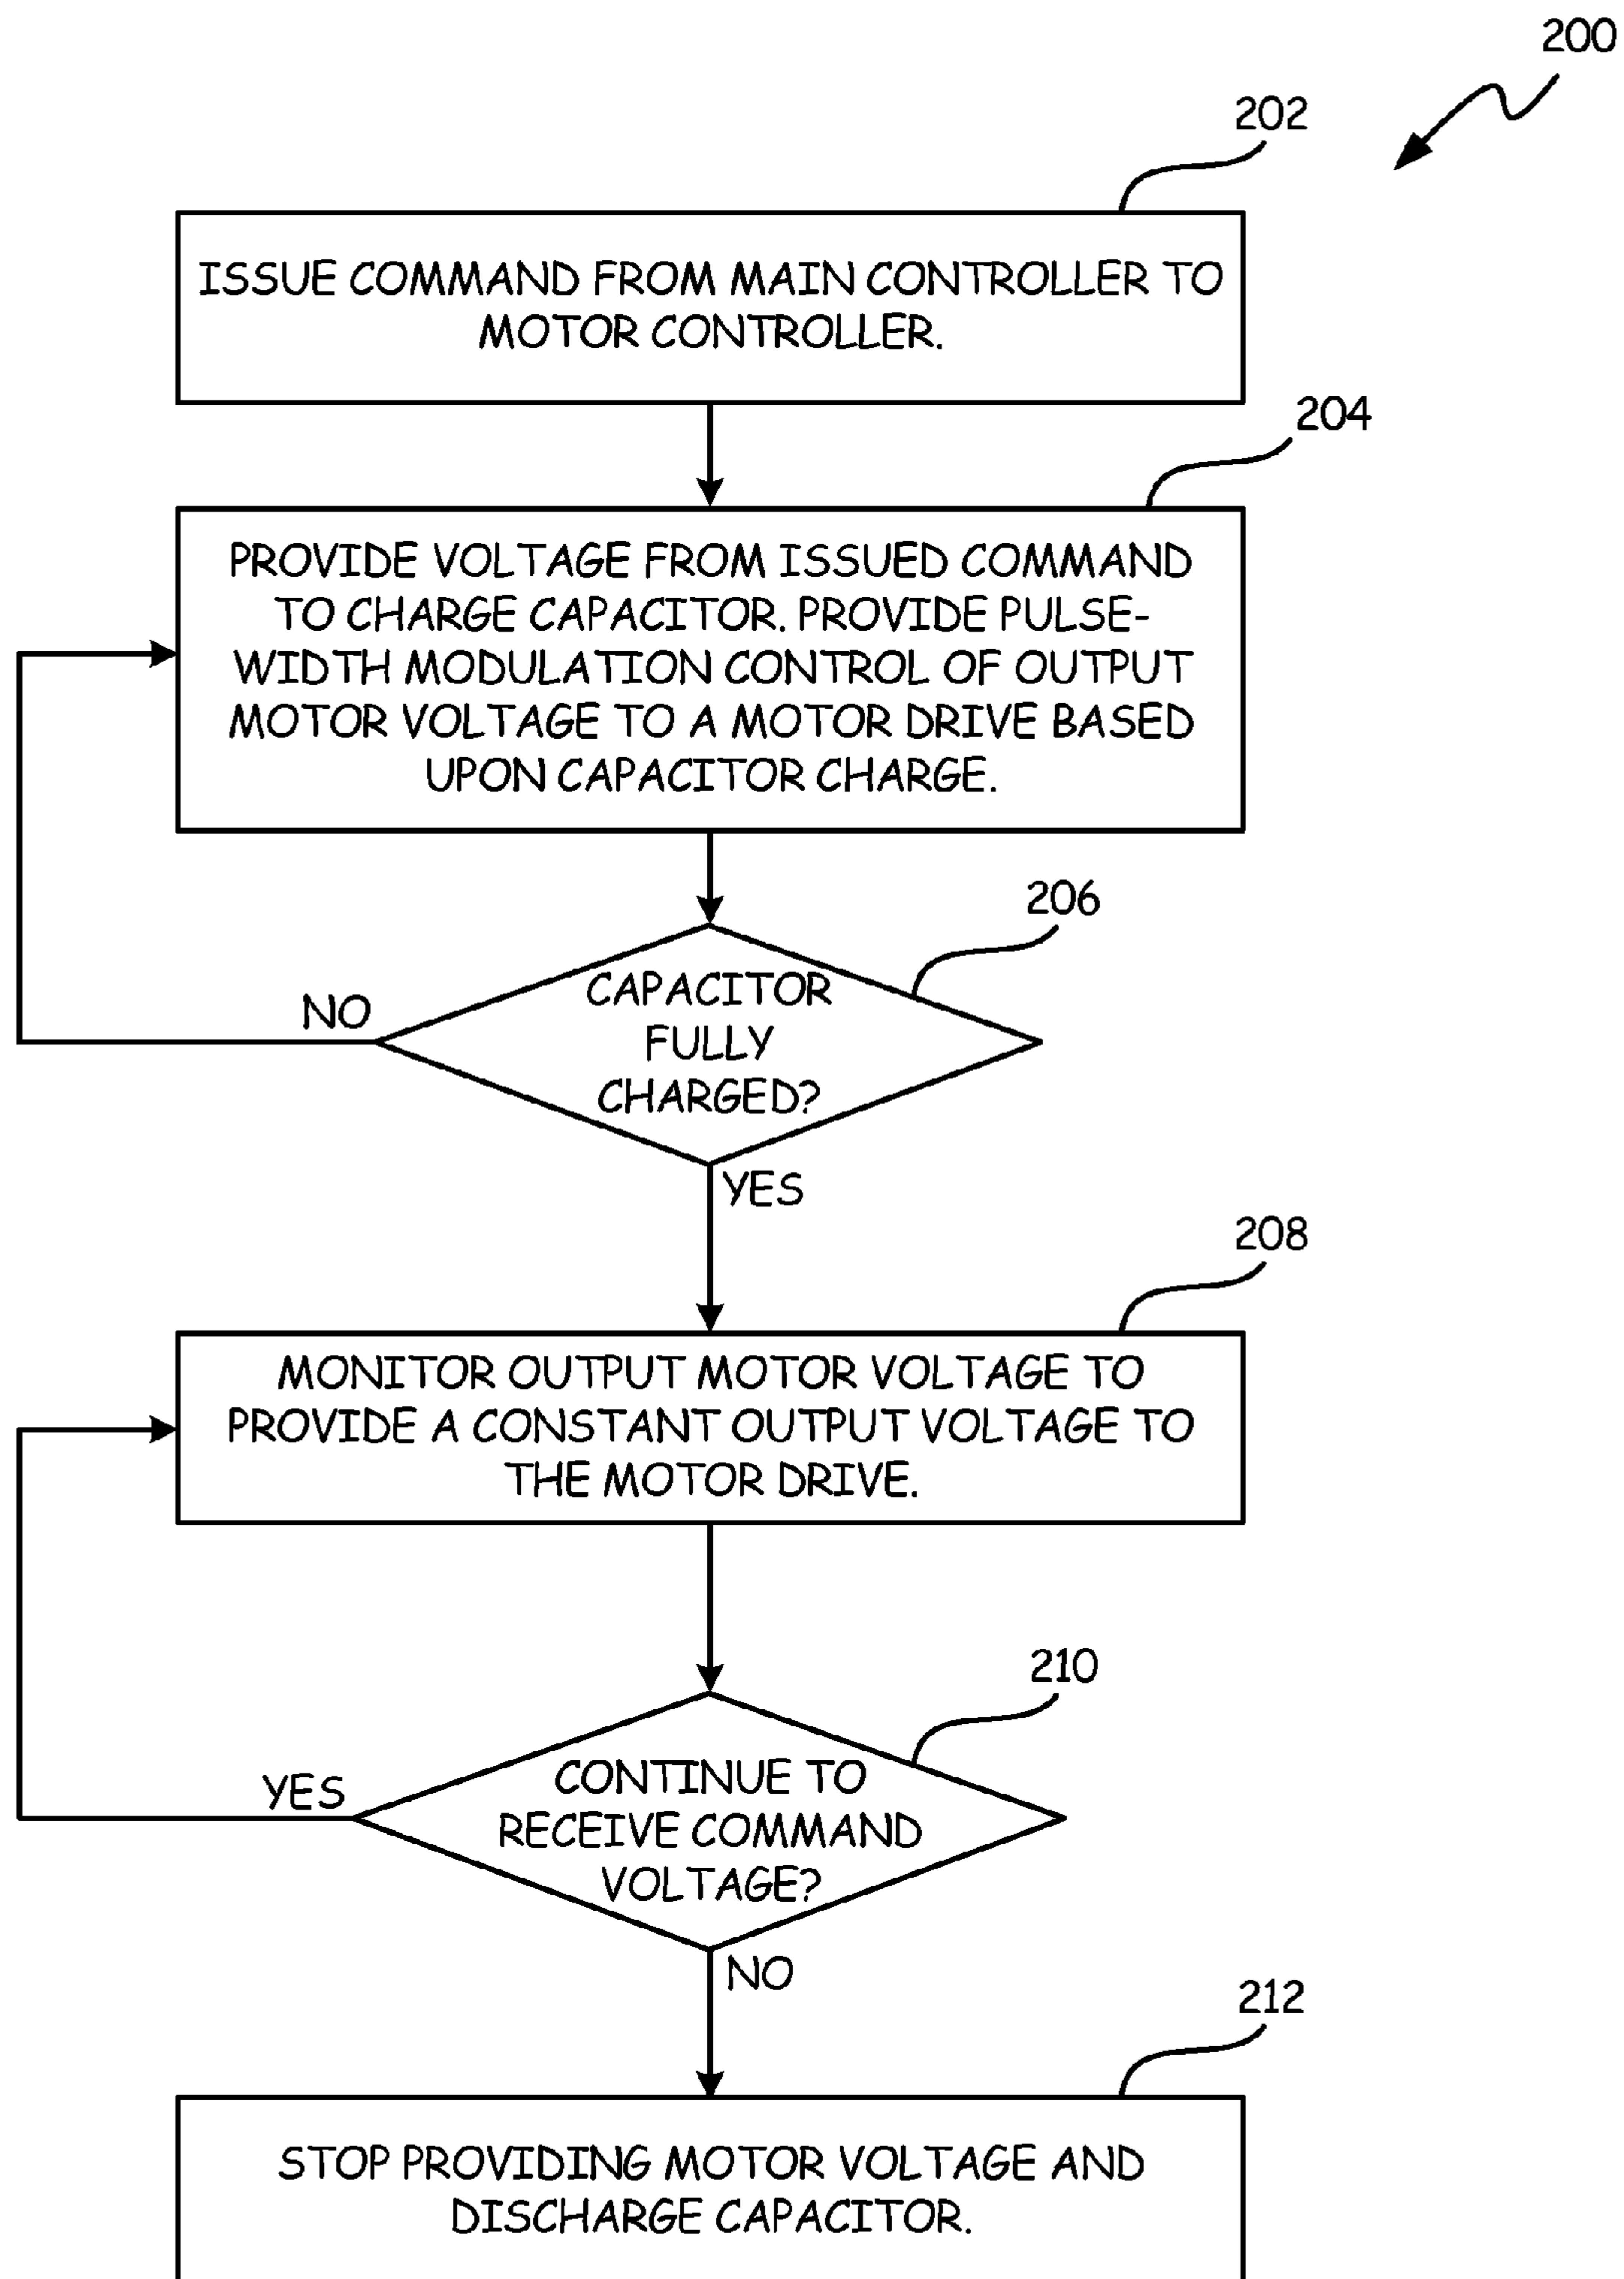 200
202
ISSUE COMMAND FROM MAIN CONTROLLER TO
MOTOR CONTROLLER.
204
PROVIDE VOLTAGE FROM ISSUED COMMAND
TO CHARGE CAPACITOR. PROVIDE PULSE-
WIDTH MODULATION CONTROL OF OUTPUT
MOTOR VOLTAGE TO A MOTOR DRIVE BASED
UPON CAPACITOR CHARGE.
206
CAPACITOR
FULLY
CHARGED?
NO
YES
208
MONITOR OUTPUT MOTOR VOLTAGE TO
PROVIDE A CONSTANT OUTPUT VOLTAGE TO
THE MOTOR DRIVE.
210
CONTINUE TO
RECEIVE COMMAND
VOLTAGE?
YES
NO
212
STOP PROVIDING MOTOR VOLTAGE AND
DISCHARGE CAPACITOR.